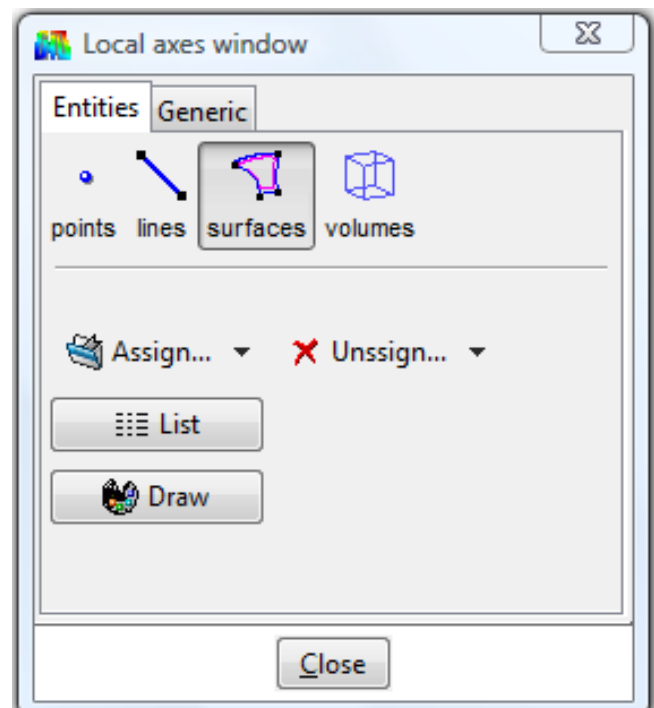 Local axes window
Entities Generic
points lines surfaces volumes
Assign... Unssign...
List
Draw
Close